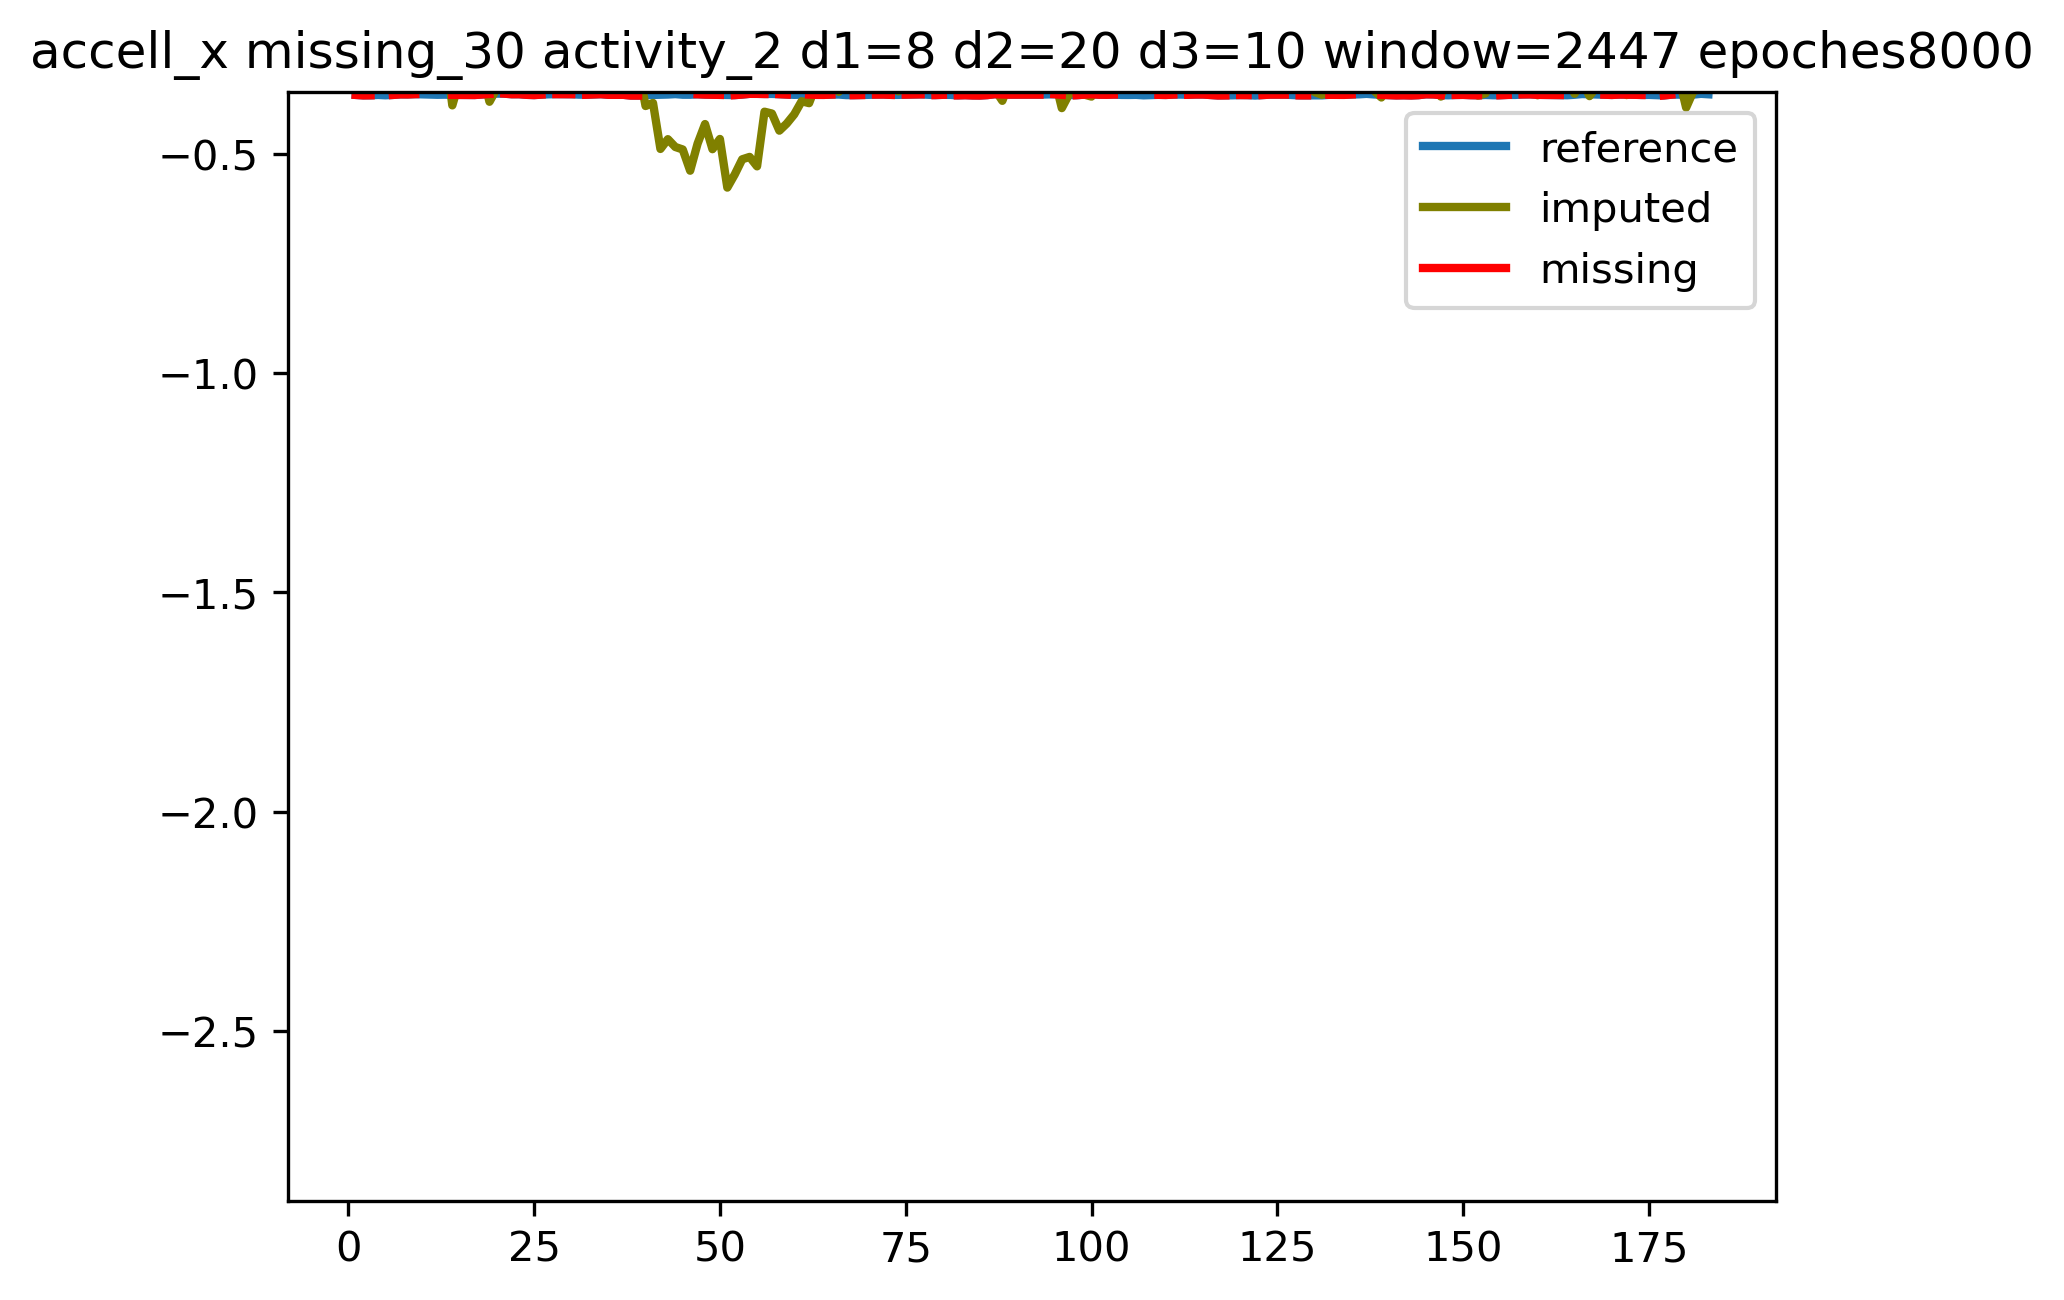 accell_x missing_30 activity_2 d1=8 d2=20 d3=10 window=2447 epoches8000
−0.5
−1.0
−1.5
−2.0
−2.5
reference
imputed
missing
0 25 50 75 100 125 150 175